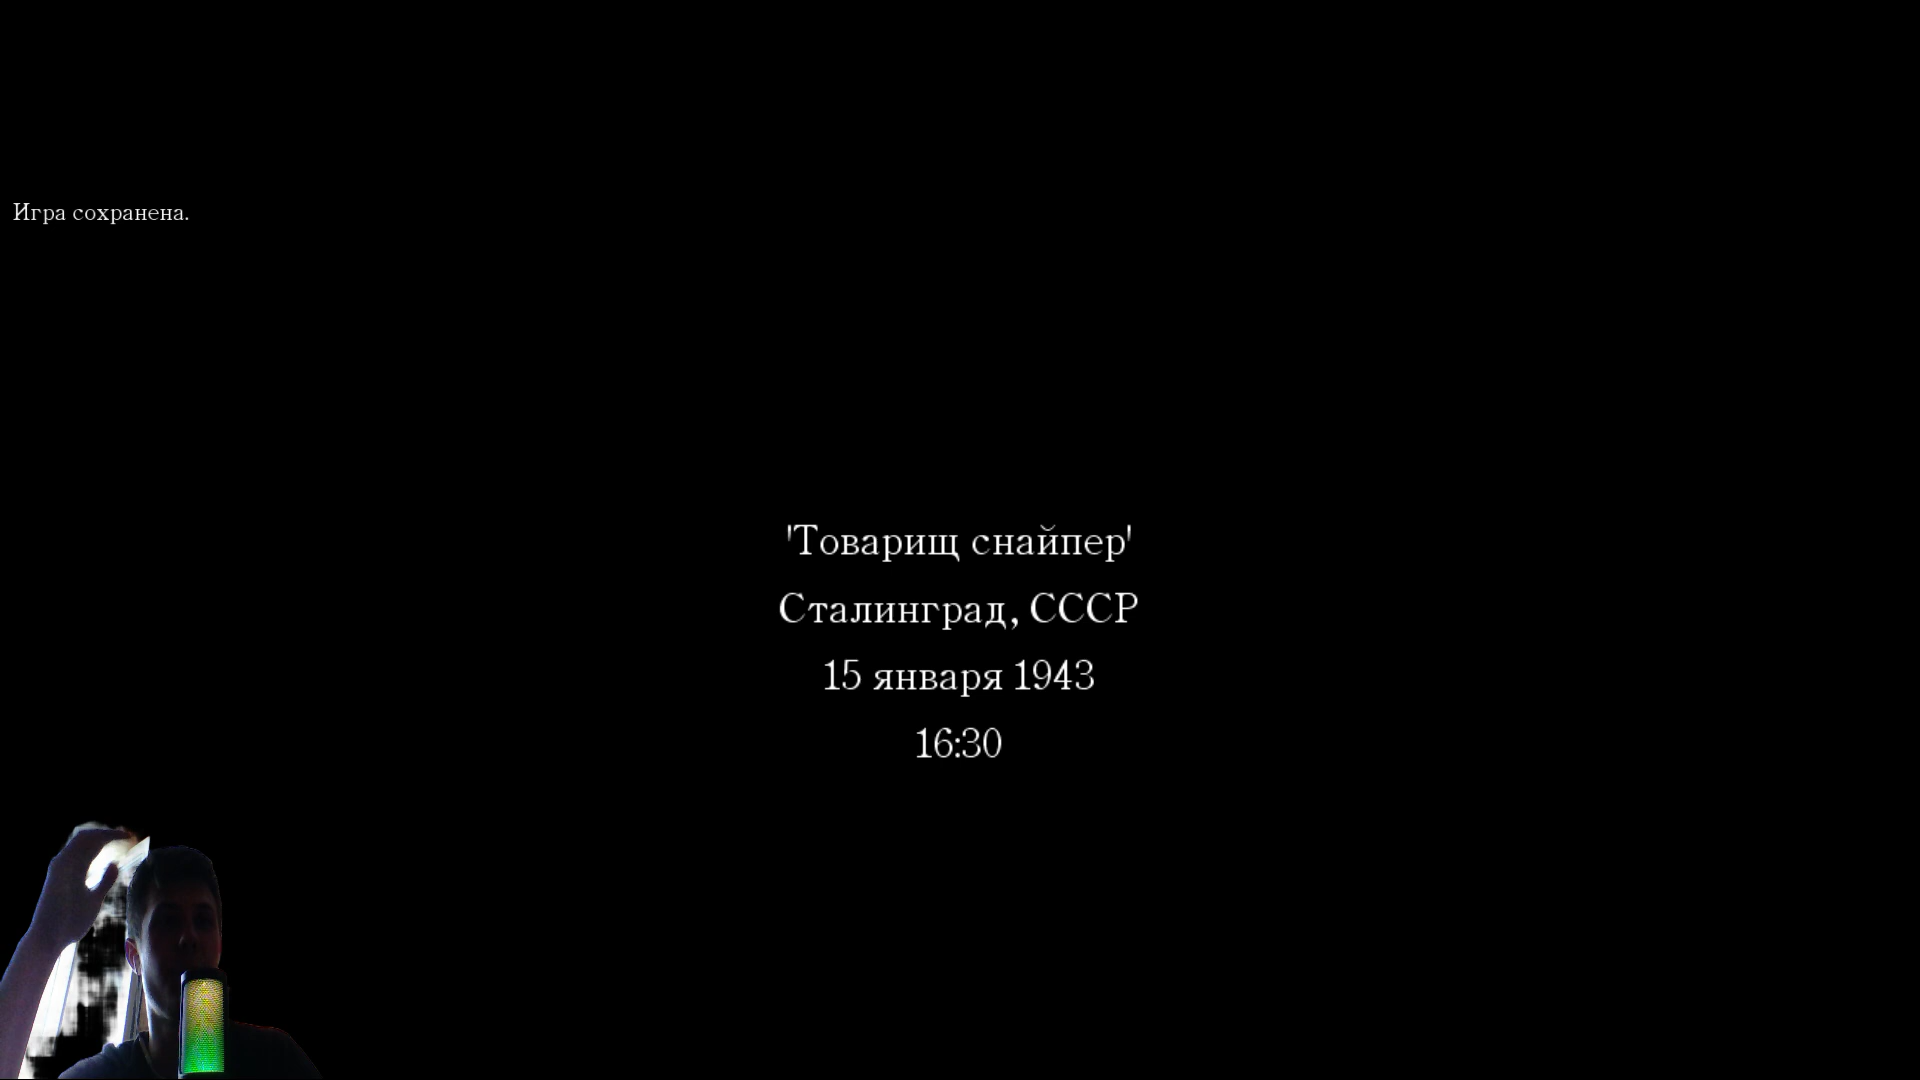 Игра сохранена.
'Товарищ снайпер'
Сталинград, СССР
15 января 1943
16:30